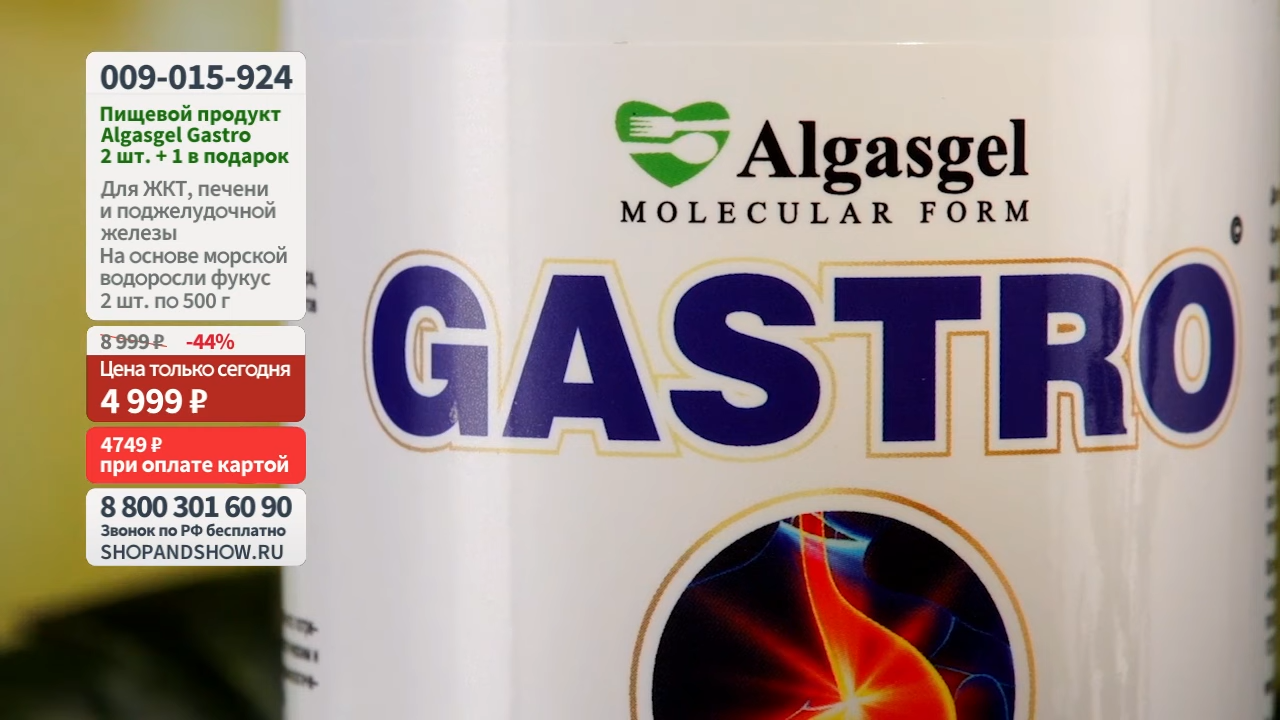 009-015-924
Пищевой продукт
Algasgel Gastro
2 шт. + 1 в подарок
Для ЖКТ, печени
и поджелудочной
железы
На основе морской
водоросли фукус
2 шт. по 500 г
8 999 ₽ -44%
Цена только сегодня
4 999 ₽
4749 ₽
при оплате картой
8 800 301 60 90
Звонок по РФ бесплатно
SHOPANDSHOW.RU
Algasgel
MOLECULAR FORM
GASTRO©